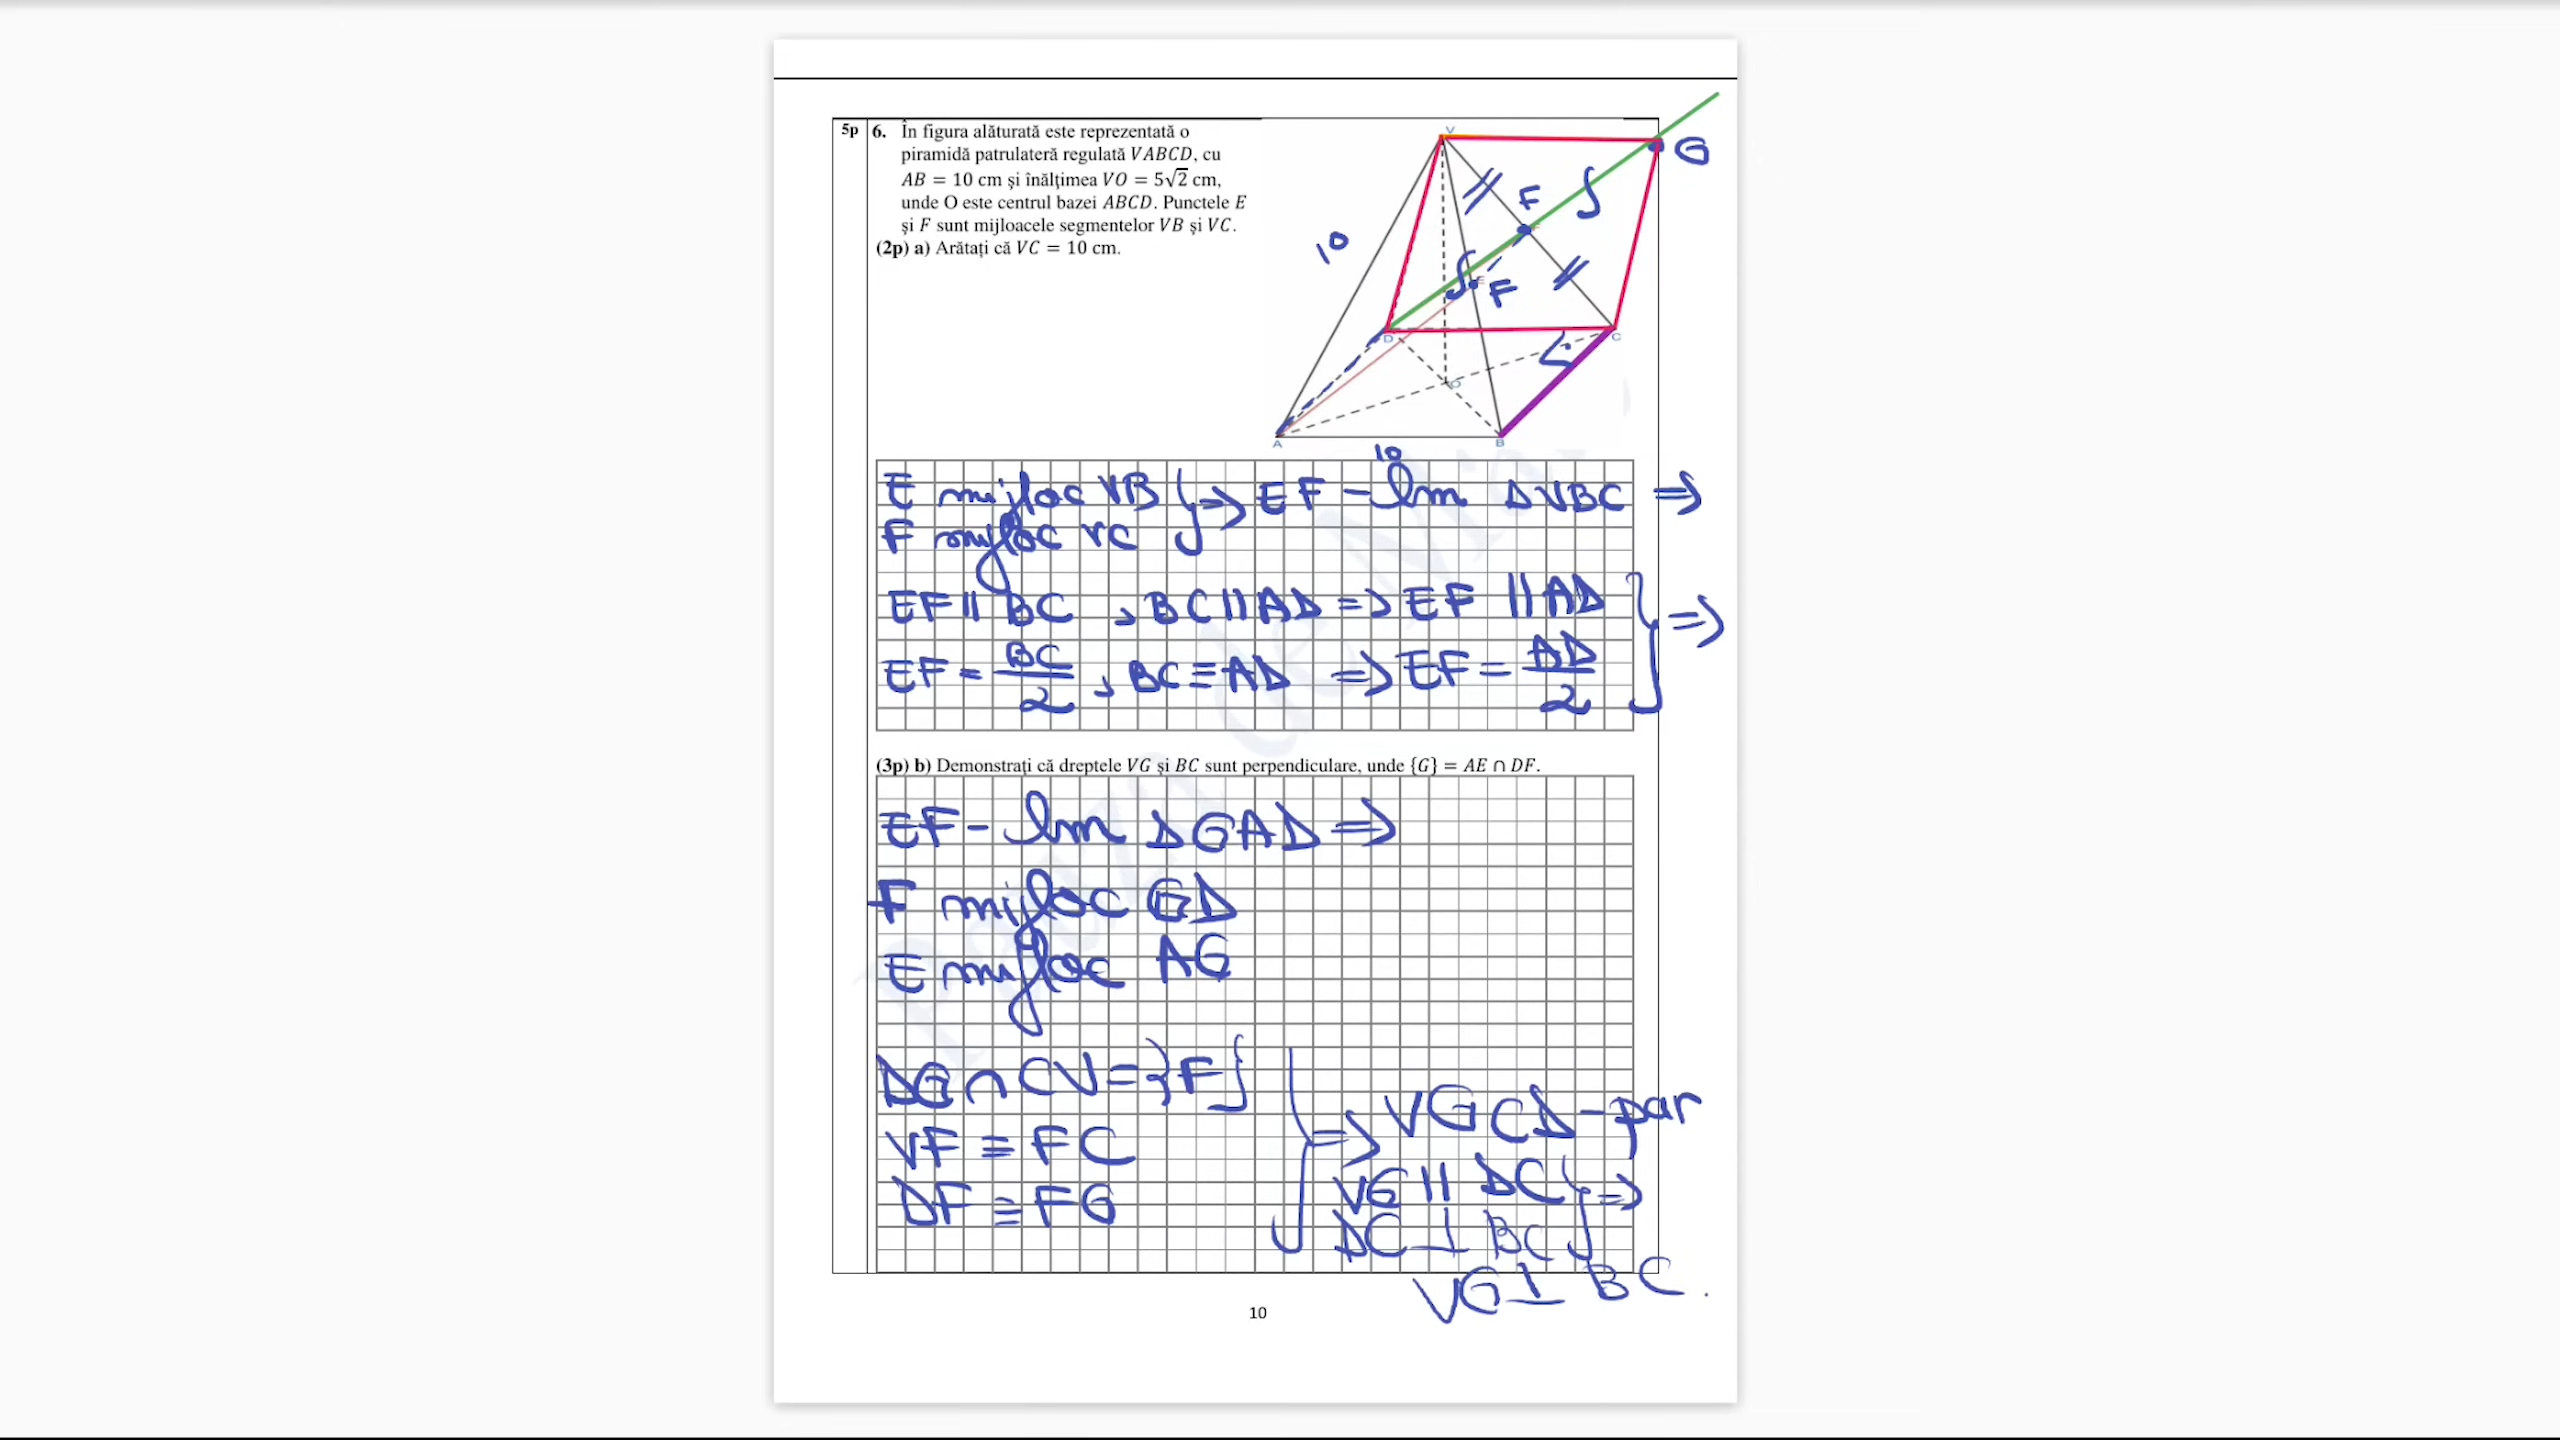 5p 6. În figura alăturată este reprezentată o
piramidă patrulateră regulată VABCD, cu
AB = 10 cm și înălțimea VO = 5√2 cm,
unde O este centrul bazei ABCD. Punctele E
și F sunt mijloacele segmentelor VB și VC.
(2p) a) Arătați că VC = 10 cm.
V
G
F
10
F
D
C
O
A
B
10
E mijloc VB } => EF - lm Δ VBC =>
F mijloc VC
EF || BC , BC || AD => EF || AD } =>
EF = BC/2 , BC ≡ AD => EF = AD/2
(3p) b) Demonstrați că dreptele VG și BC sunt perpendiculare, unde {G} = AE ∩ DF.
EF - lm Δ GAD =>
F mijloc GD
E mijloc AG
DG ∩ CV = {F}
VF ≡ FC } => VGCD - par
DF ≡ FG
VG || DC } =>
DC ⊥ BC
VG ⊥ BC.
10